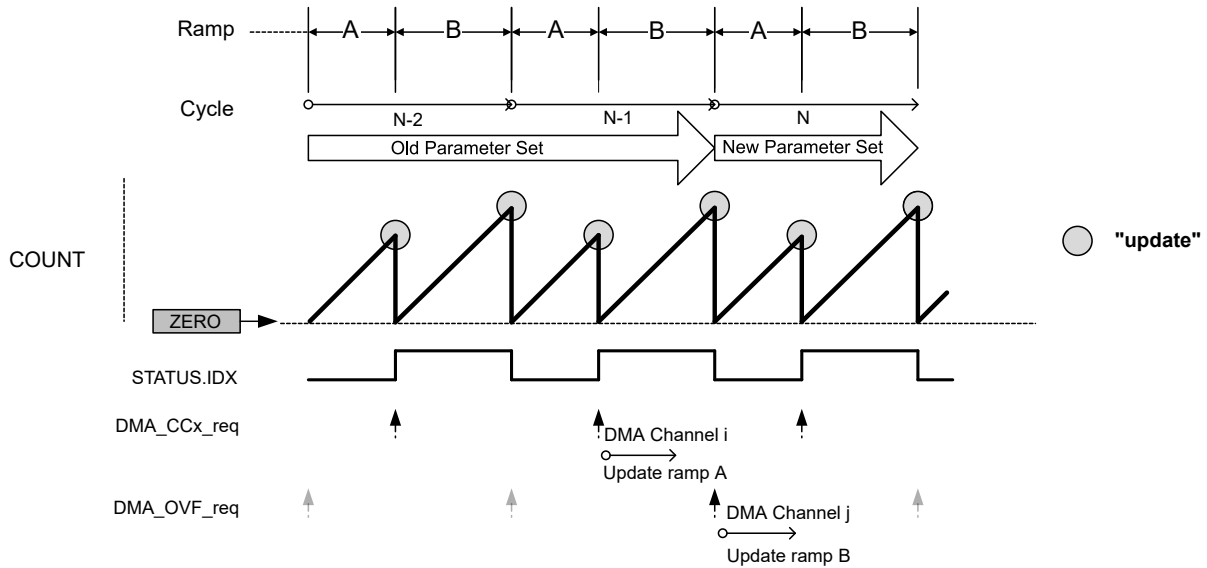 Ramp A B A B A B
Cycle
N-2 N-1 N
Old Parameter Set New Parameter Set
COUNT
"update"
ZERO
STATUS.IDX
DMA_CCx_req
DMA Channel i
Update ramp A
DMA_OVF_req
DMA Channel j
Update ramp B